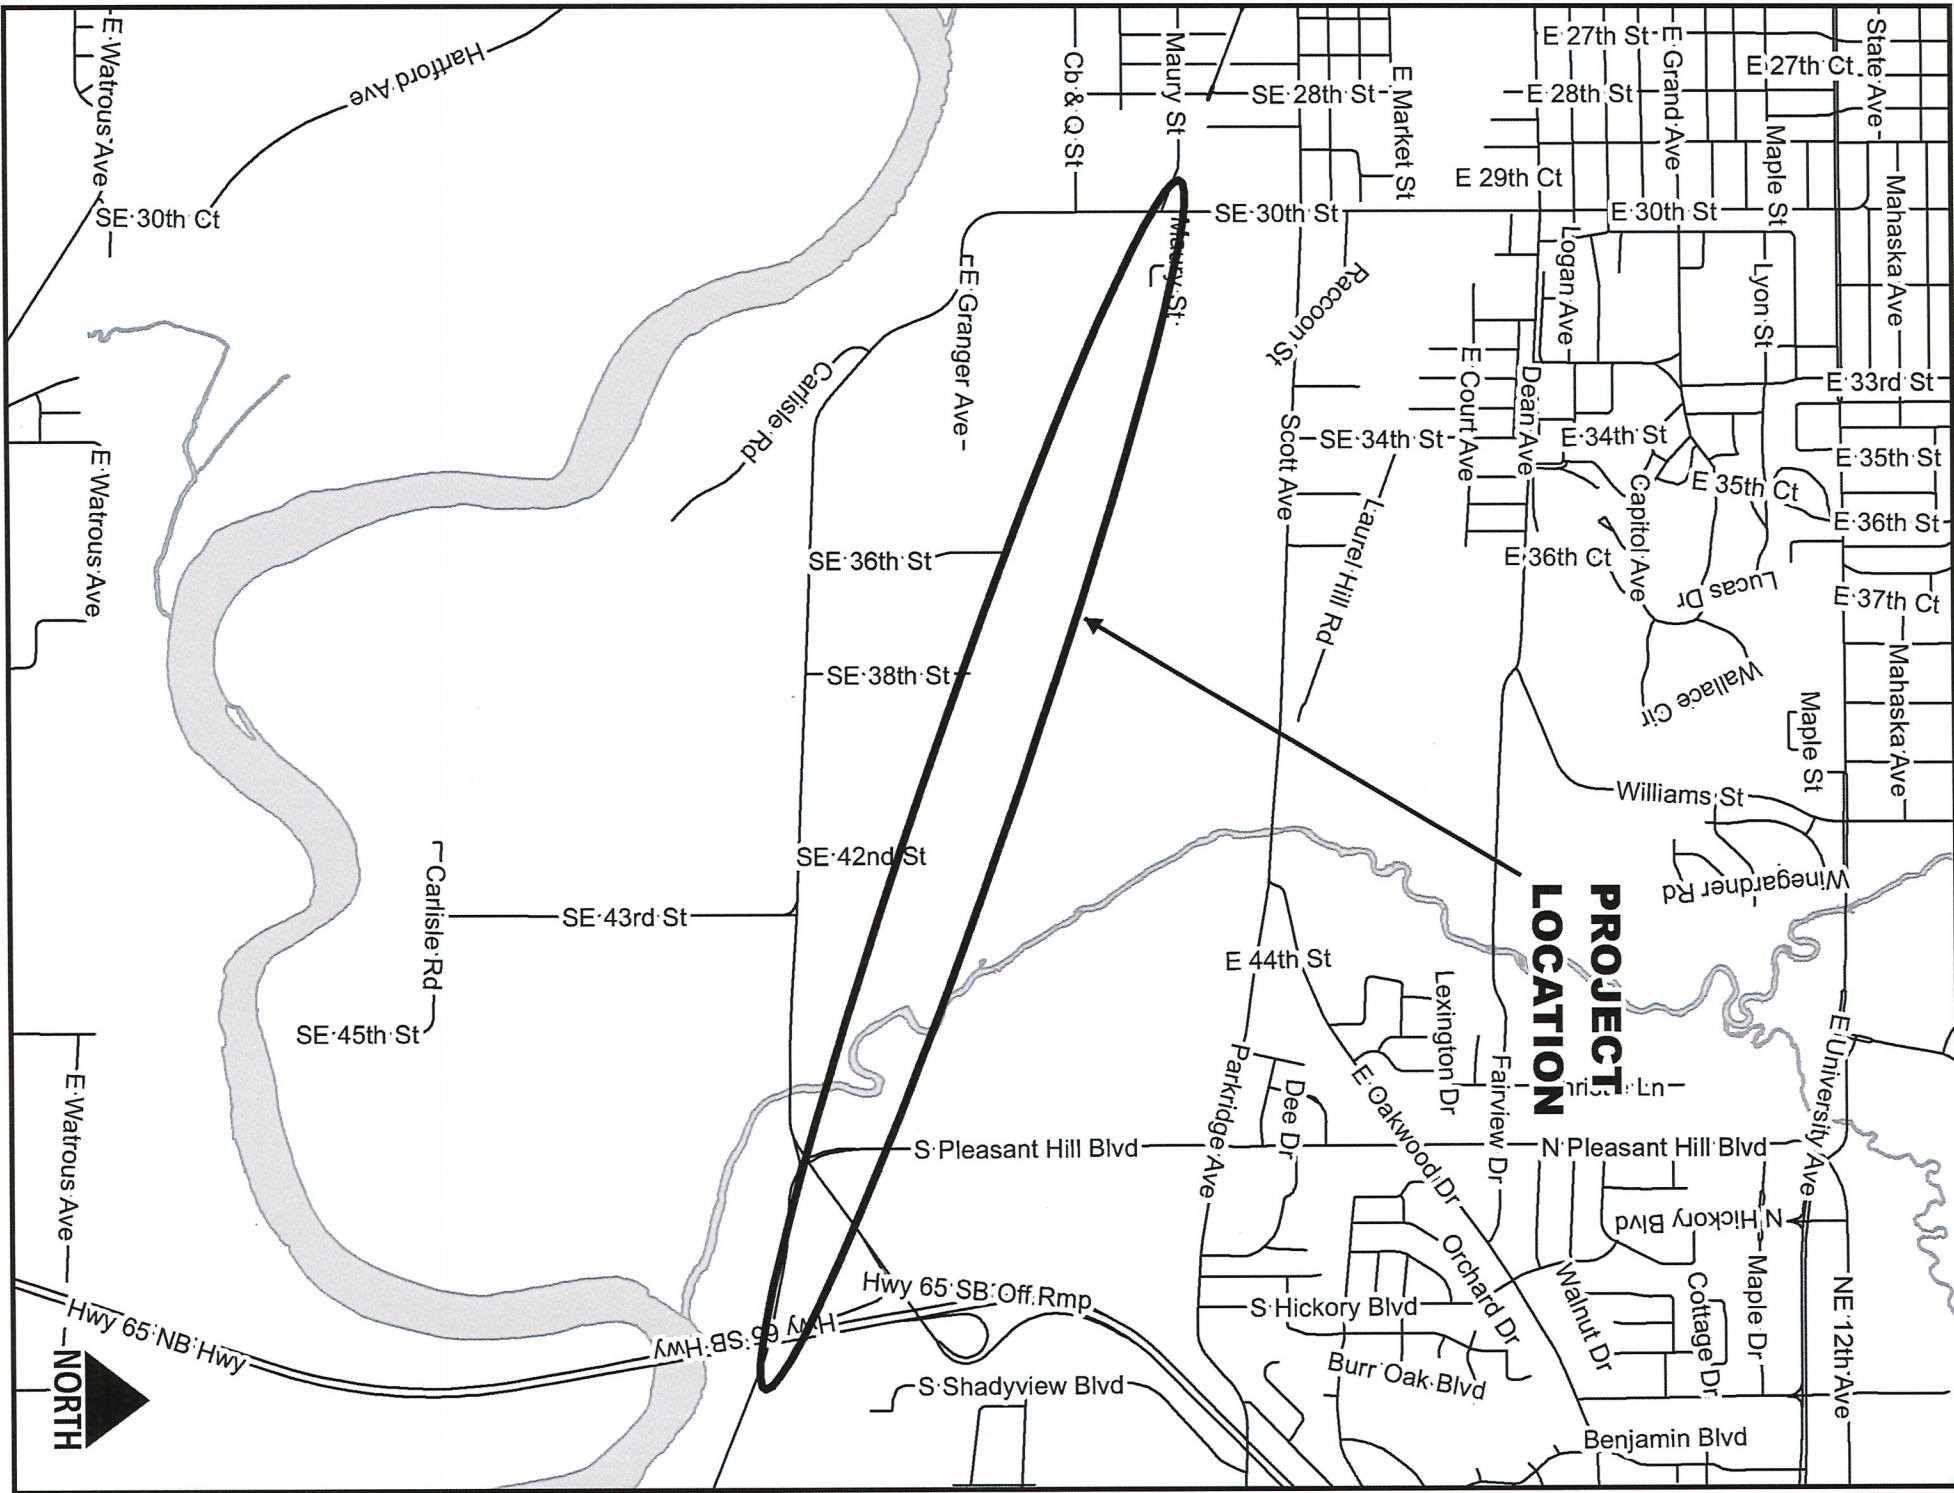 E Watrous Ave
Hartford Ave
SE 30th Ct
Cb & Q St
Maury St
SE 28th St
E Market St
E 27th St
E Grand Ave
E 27th Ct
State Ave
E 28th St
Maple St
E 29th Ct
SE 30th St
E 30th St
Mahaska Ave
Maury St
E Granger Ave
Raccoon St
Logan Ave
Lyon St
Carlisle Rd
E 33rd St
E Court Ave
Dean Ave
Scott Ave
SE 34th St
E 34th St
E 35th St
E 35th Ct
E Watrous Ave
Capitol Ave
Laurel Hill Rd
E 36th St
SE 36th St
E 36th Ct
Lucas Dr
E 37th Ct
SE 38th St
Wallace Cir
Maple St
Mahaska Ave
Williams St
SE 42nd St
Winegardner Rd
Carlisle Rd
SE 43rd St
PROJECT
LOCATION
E 44th St
Lexington Dr
SE 45th St
E University Ave
Parkridge Ave
Dee Dr
E Oakwood Dr
Fairview Dr
Ln
E Watrous Ave
S Pleasant Hill Blvd
N Pleasant Hill Blvd
N Hickory Blvd
Orchard Dr
Walnut Dr
Maple Dr
Cottage Dr
NE 12th Ave
Hwy 65 SB Off Rmp
Hwy 65 SB Hwy
S Hickory Blvd
Hwy 65 NB Hwy
Burr Oak Blvd
S Shadyview Blvd
NORTH
Benjamin Blvd